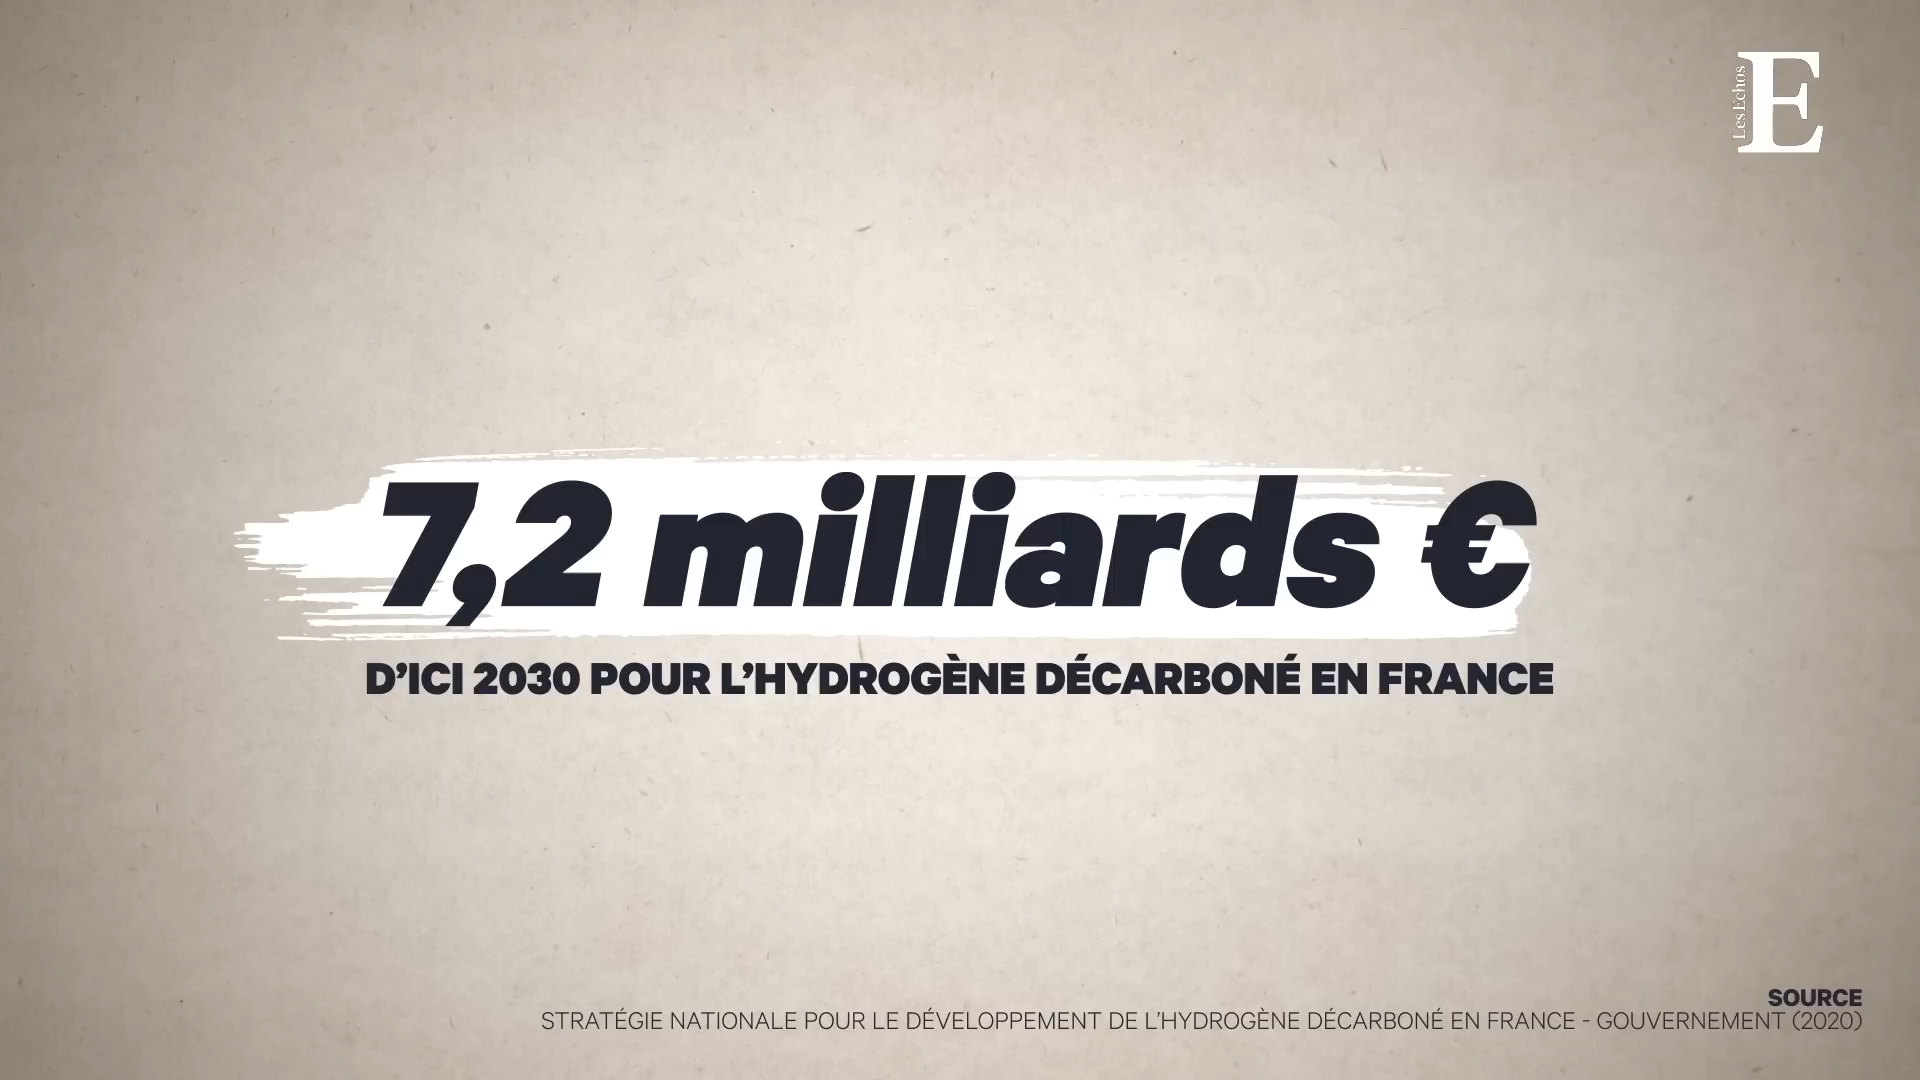 Les Echos
E
7,2 milliards €
D’ICI 2030 POUR L’HYDROGÈNE DÉCARBONÉ EN FRANCE
SOURCE
STRATÉGIE NATIONALE POUR LE DÉVELOPPEMENT DE L’HYDROGÈNE DÉCARBONÉ EN FRANCE - GOUVERNEMENT (2020)